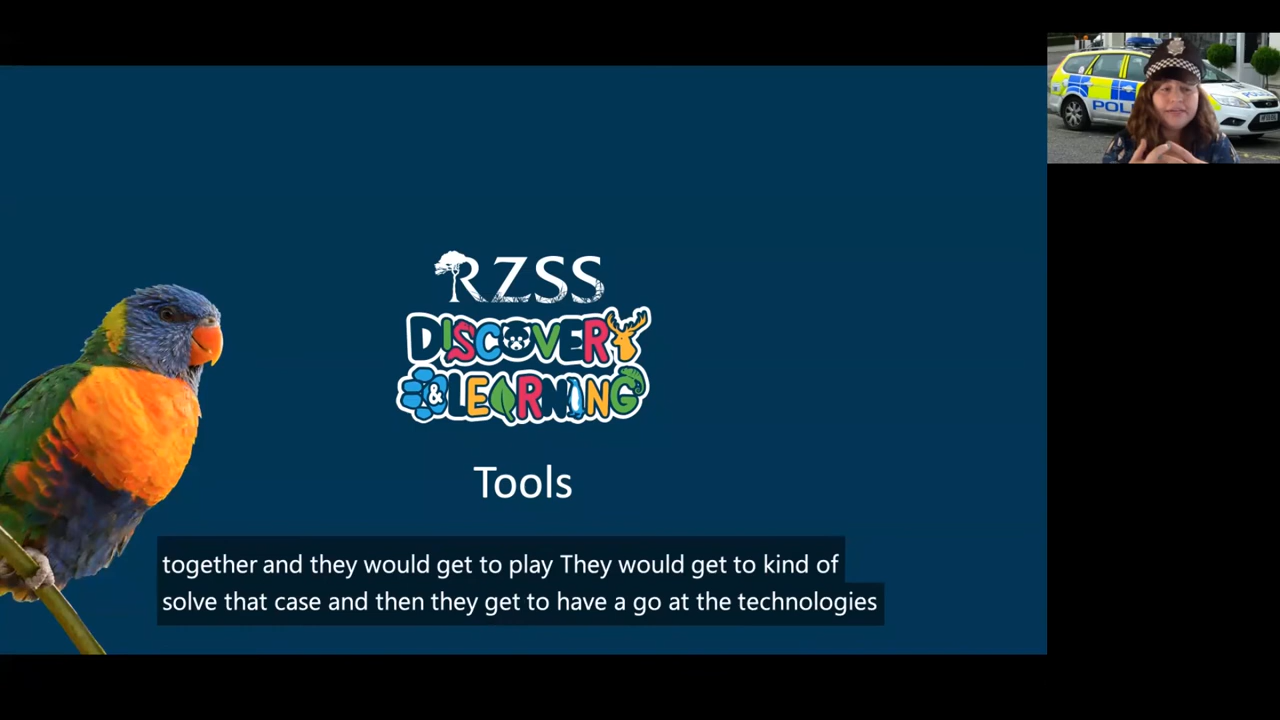 RZSS
DISCOVERY
& LEARNING
Tools
together and they would get to play They would get to kind of
solve that case and then they get to have a go at the technologies
POL